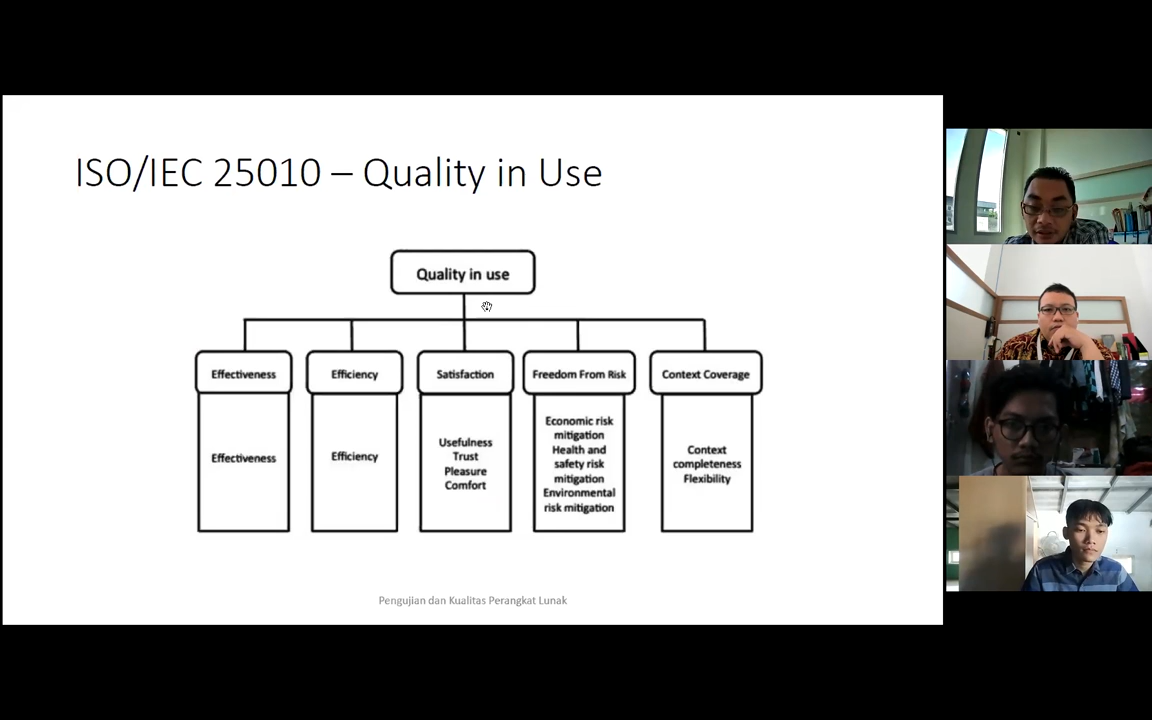 ISO/IEC 25010 – Quality in Use
Quality in use
Effectiveness
Efficiency
Satisfaction
Freedom From Risk
Context Coverage
Effectiveness
Efficiency
Usefulness
Trust
Pleasure
Comfort
Economic risk
mitigation
Health and
safety risk
mitigation
Environmental
risk mitigation
Context
completeness
Flexibility
Pengujian dan Kualitas Perangkat Lunak